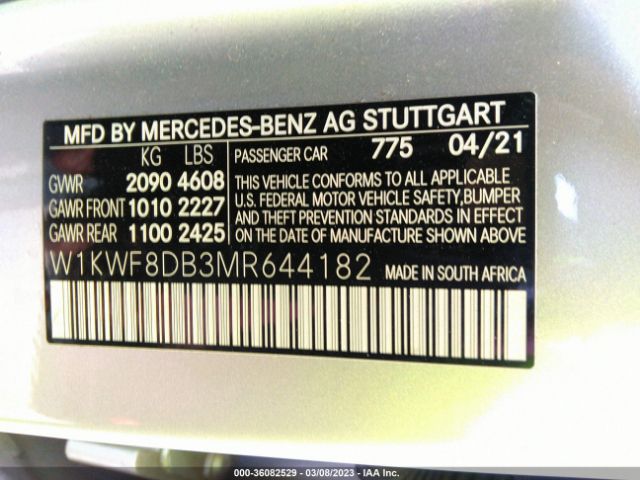 MFD BY MERCEDES-BENZ AG STUTTGART
KG LBS
GVWR 2090 4608
GAWR FRONT 1010 2227
GAWR REAR 1100 2425
PASSENGER CAR 775 04/21
THIS VEHICLE CONFORMS TO ALL APPLICABLE
U.S. FEDERAL MOTOR VEHICLE SAFETY,BUMPER
AND THEFT PREVENTION STANDARDS IN EFFECT
ON THE DATE OF MANUFACTURE SHOWN ABOVE
W1KWF8DB3MR644182 MADE IN SOUTH AFRICA
000-36082529 - 03/08/2023 - IAA Inc.